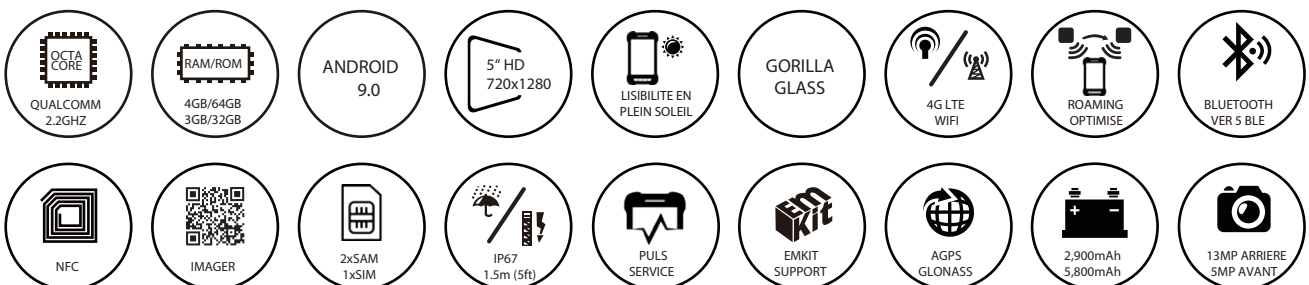 OCTA
CORE
QUALCOMM
2.2GHZ
RAM/ROM
4GB/64GB
3GB/32GB
ANDROID
9.0
5“ HD
720x1280
LISIBILITE EN
PLEIN SOLEIL
GORILLA
GLASS
4G LTE
WIFI
ROAMING
OPTIMISE
BLUETOOTH
VER 5 BLE
NFC
IMAGER
2xSAM
1xSIM
IP67
1.5m (5ft)
PULS
SERVICE
Em
Kit
EMKIT
SUPPORT
AGPS
GLONASS
2,900mAh
5,800mAh
13MP ARRIERE
5MP AVANT